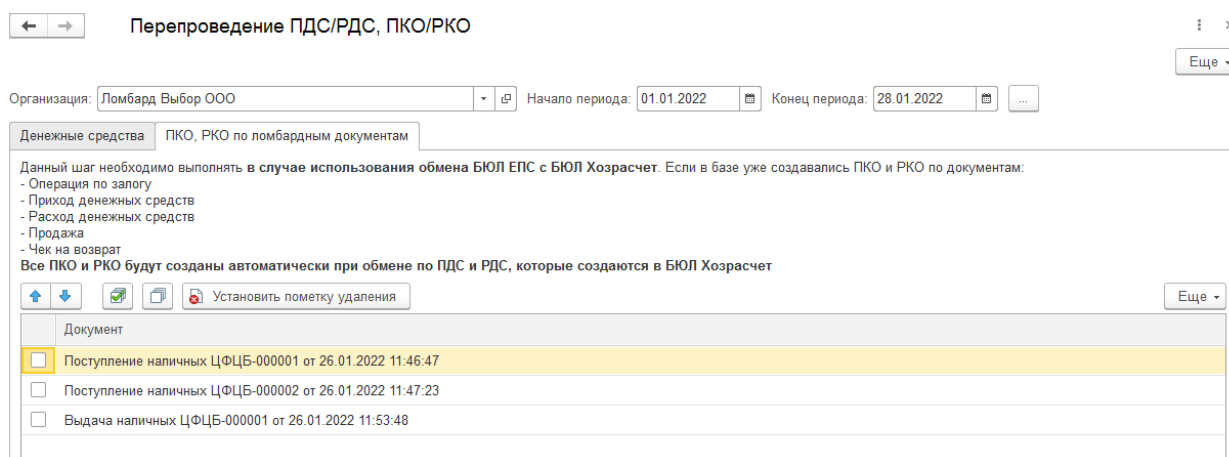 Перепроведение ПДС/РДС, ПКО/РКО
Еще
Организация: Ломбард Выбор ООО Начало периода: 01.01.2022 Конец периода: 28.01.2022 ...
Денежные средства ПКО, РКО по ломбардным документам
Данный шаг необходимо выполнять в случае использования обмена БЮЛ ЕПС с БЮЛ Хозрасчет. Если в базе уже создавались ПКО и РКО по документам:
- Операция по залогу
- Приход денежных средств
- Расход денежных средств
- Продажа
- Чек на возврат
Все ПКО и РКО будут созданы автоматически при обмене по ПДС и РДС, которые создаются в БЮЛ Хозрасчет
Установить пометку удаления Еще
Документ
Поступление наличных ЦФЦБ-000001 от 26.01.2022 11:46:47
Поступление наличных ЦФЦБ-000002 от 26.01.2022 11:47:23
Выдача наличных ЦФЦБ-000001 от 26.01.2022 11:53:48